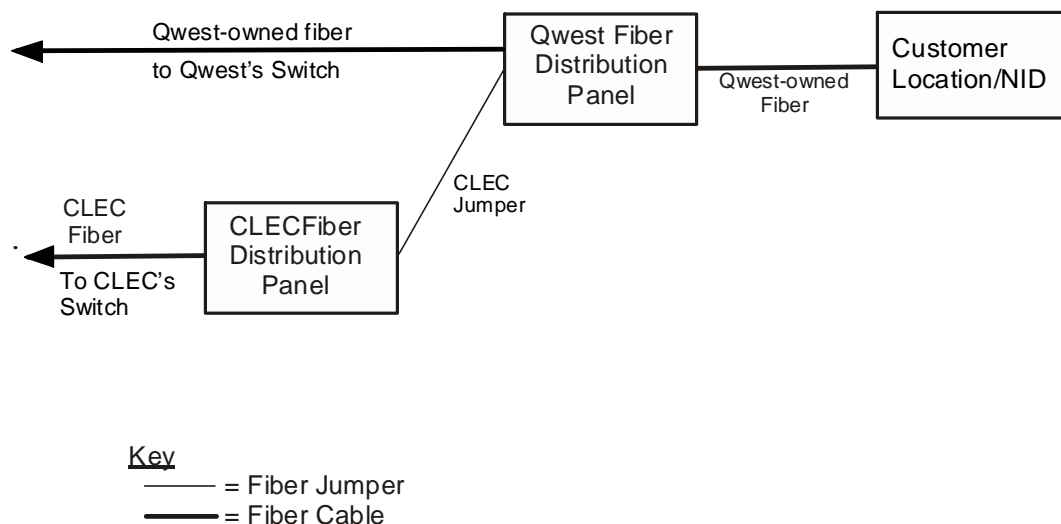 Qwest-owned fiber
to Qwest's Switch
Qwest Fiber
Distribution
Panel
Qwest-owned
Fiber
Customer
Location/NID
CLEC
Jumper
CLEC
Fiber
To CLEC's
Switch
CLECFiber
Distribution
Panel
Key
= Fiber Jumper
= Fiber Cable